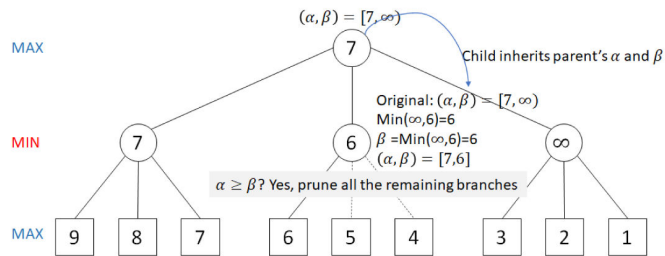 (α, β) = [7, ∞)
MAX
7
Child inherits parent's α and β
Original: (α, β) = [7, ∞)
Min(∞,6)=6
β =Min(∞,6)=6
(α, β) = [7,6]
MIN
7
6
∞
α ≥ β? Yes, prune all the remaining branches
MAX
9
8
7
6
5
4
3
2
1